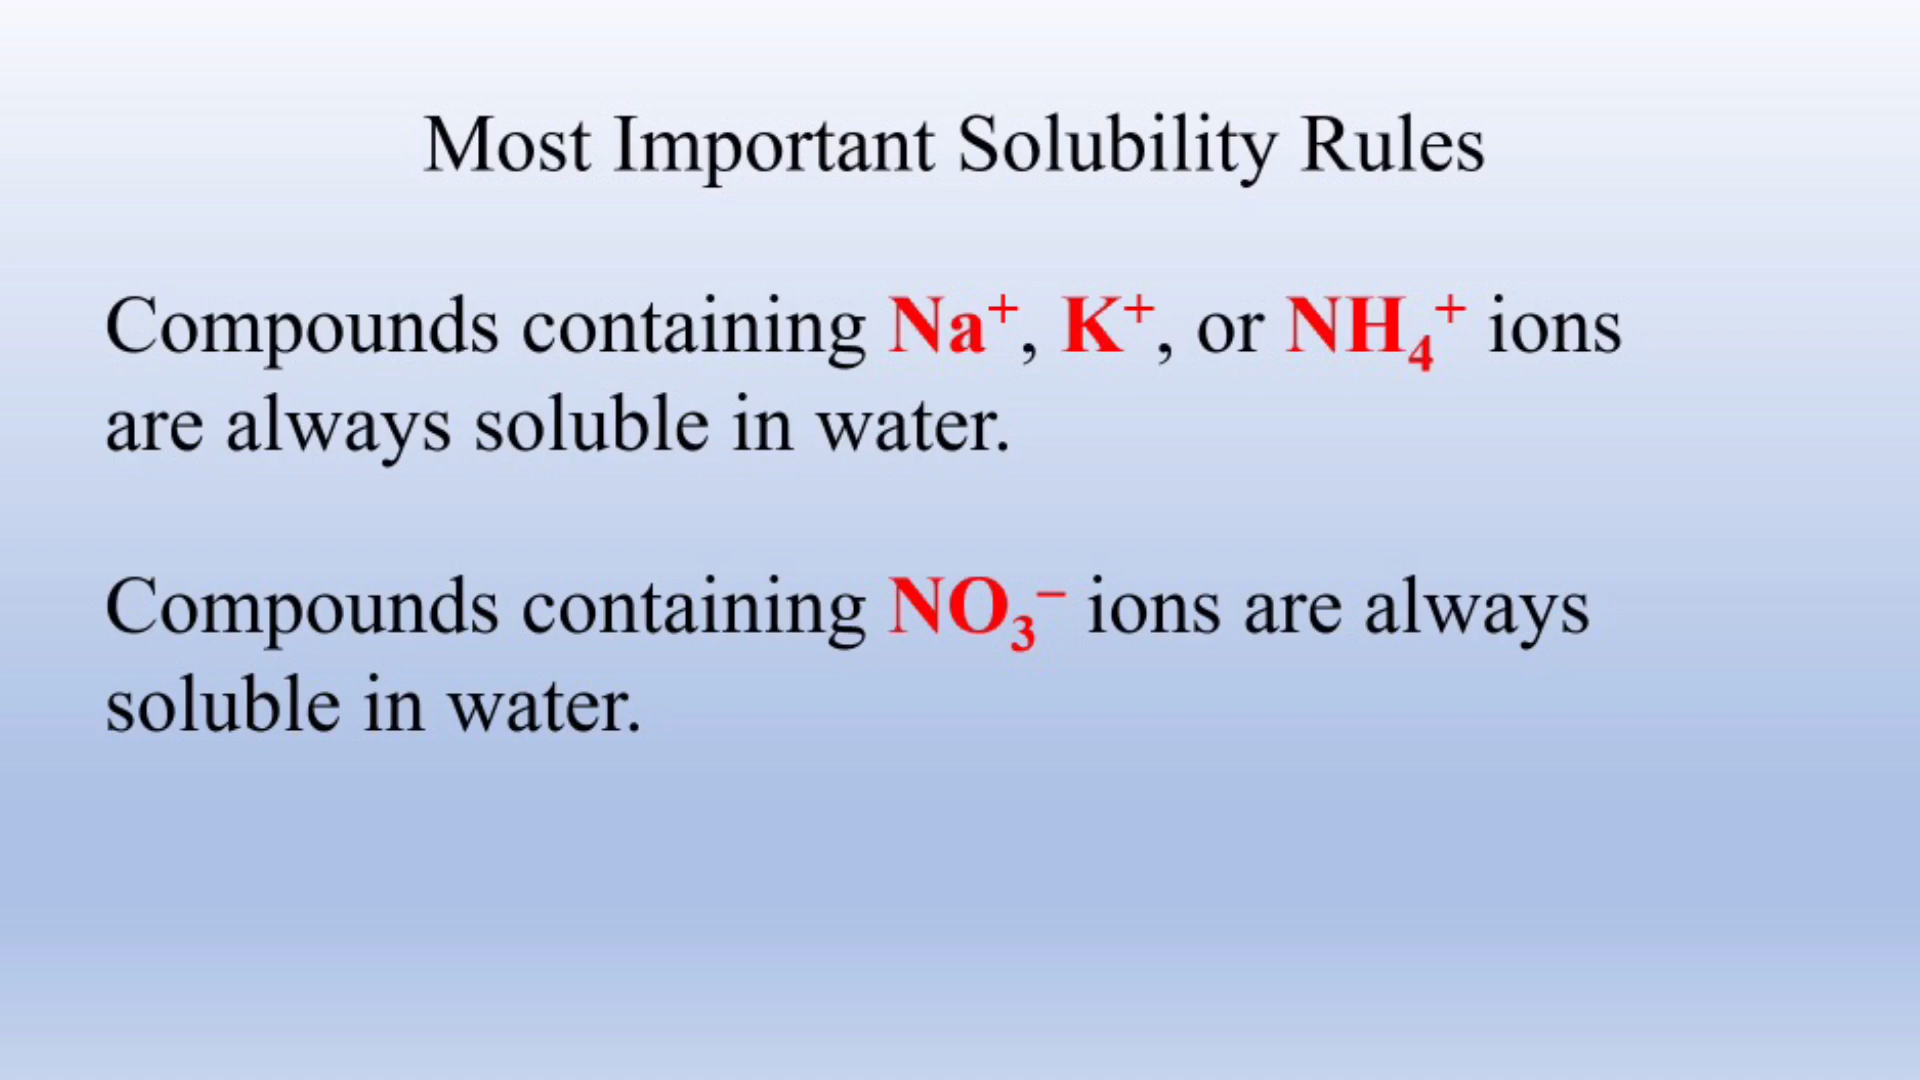 Most Important Solubility Rules
Compounds containing Na⁺, K⁺, or NH₄⁺ ions
are always soluble in water.
Compounds containing NO₃⁻ ions are always
soluble in water.